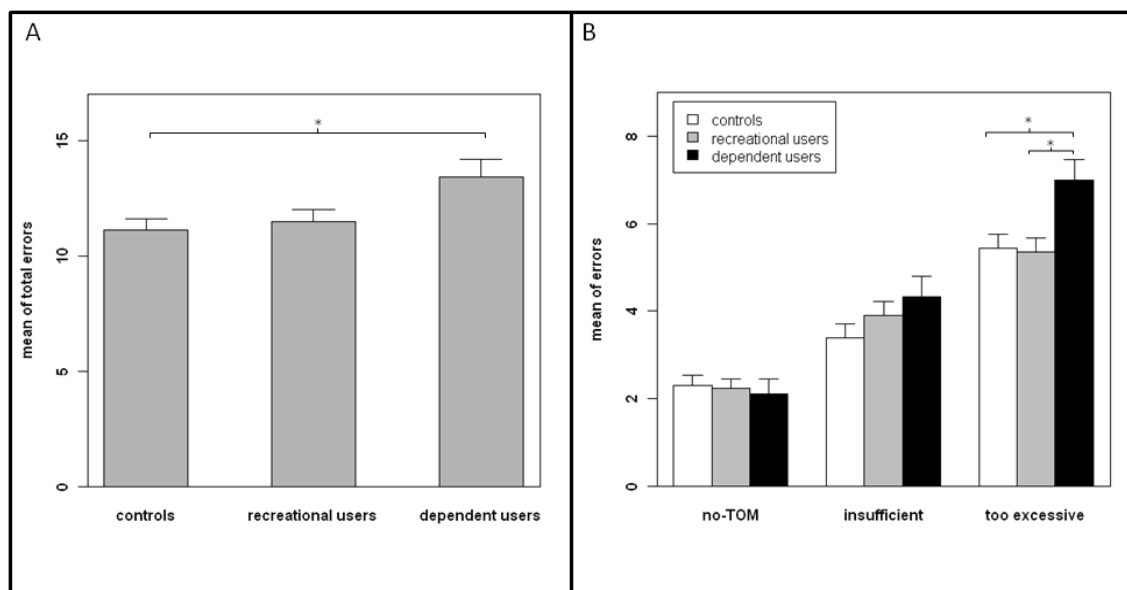 A
mean of total errors
15
10
5
0
*
controls
recreational users
dependent users
B
mean of errors
8
6
4
2
0
controls
recreational users
dependent users
*
*
no-TOM
insufficient
too excessive